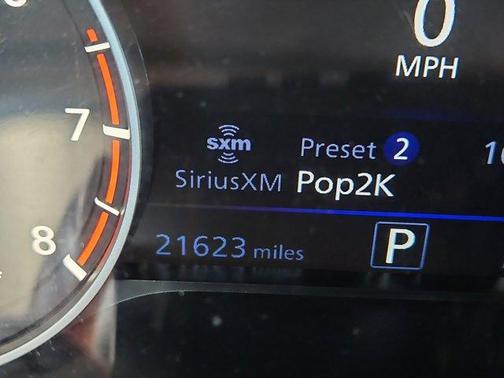 0
MPH
7
sxm
Preset 2
SiriusXM Pop2K
8
21623 miles
P